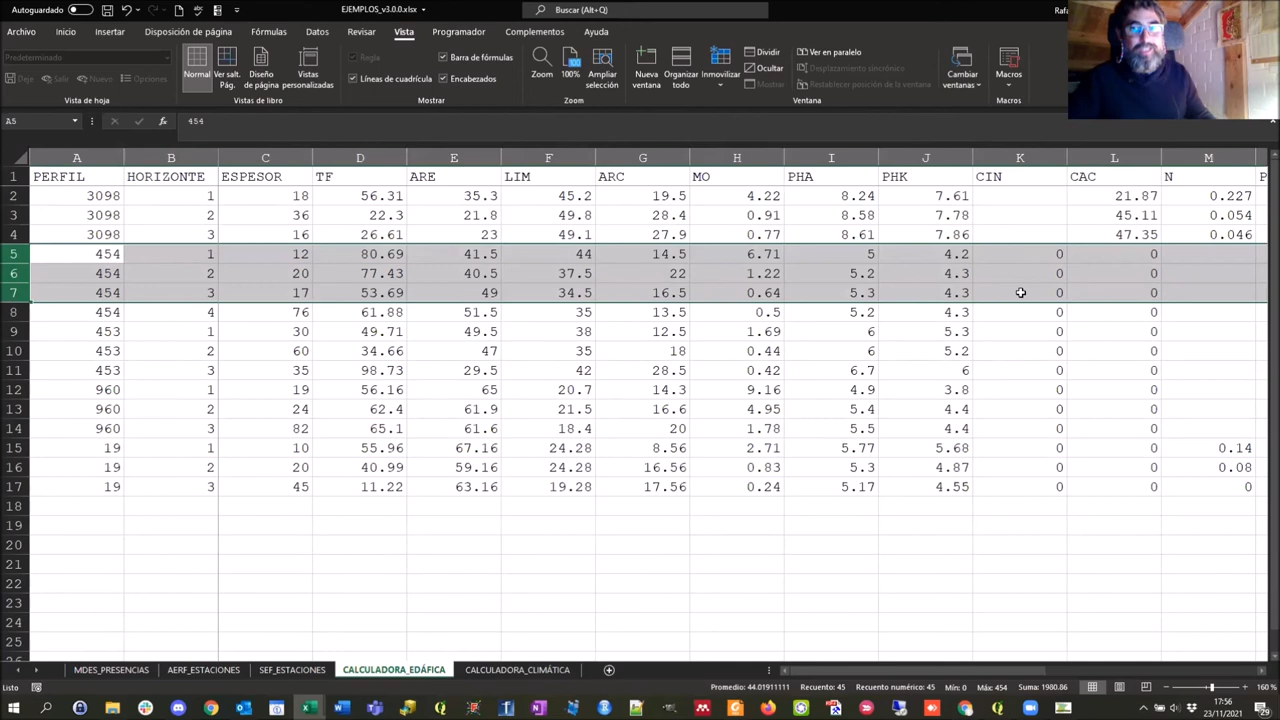 Autoguardado
EJEMPLOS_v3.0.0.xlsx
Buscar (Alt+Q)
Rafa
Archivo Inicio Insertar Disposición de página Fórmulas Datos Revisar Vista Programador Complementos Ayuda
Predeterminado
Deje Salir Nuevo Opciones
Vista de hoja
Normal Ver salt. Pág. Diseño de página Vistas personalizadas
Vistas de libro
Regla Barra de fórmulas
Líneas de cuadrícula Encabezados
Mostrar
Zoom 100% Ampliar selección
Zoom
Nueva ventana Organizar todo Inmovilizar
Dividir
Ocultar
Mostrar
Ver en paralelo
Desplazamiento sincrónico
Restablecer posición de la ventana
Ventana
Cambiar ventanas
Macros
Macros
A5 fx 454
A B C D E F G H I J K L M
1 PERFIL HORIZONTE ESPESOR TF ARE LIM ARC MO PHA PHK CIN CAC N P
2 3098 1 18 56.31 35.3 45.2 19.5 4.22 8.24 7.61 21.87 0.227
3 3098 2 36 22.3 21.8 49.8 28.4 0.91 8.58 7.78 45.11 0.054
4 3098 3 16 26.61 23 49.1 27.9 0.77 8.61 7.86 47.35 0.046
5 454 1 12 80.69 41.5 44 14.5 6.71 5 4.2 0 0
6 454 2 20 77.43 40.5 37.5 22 1.22 5.2 4.3 0 0
7 454 3 17 53.69 49 34.5 16.5 0.64 5.3 4.3 0 0
8 454 4 76 61.88 51.5 35 13.5 0.5 5.2 4.3 0 0
9 453 1 30 49.71 49.5 38 12.5 1.69 6 5.3 0 0
10 453 2 60 34.66 47 35 18 0.44 6 5.2 0 0
11 453 3 35 98.73 29.5 42 28.5 0.42 6.7 6 0 0
12 960 1 19 56.16 65 20.7 14.3 9.16 4.9 3.8 0 0
13 960 2 24 62.4 61.9 21.5 16.6 4.95 5.4 4.4 0 0
14 960 3 82 65.1 61.6 18.4 20 1.78 5.5 4.4 0 0
15 19 1 10 55.96 67.16 24.28 8.56 2.71 5.77 5.68 0 0 0.14
16 19 2 20 40.99 59.16 24.28 16.56 0.83 5.3 4.87 0 0 0.08
17 19 3 45 11.22 63.16 19.28 17.56 0.24 5.17 4.55 0 0 0
18
19
20
21
22
23
24
25
MDES_PRESENCIAS AERF_ESTACIONES SEF_ESTACIONES CALCULADORA_EDÁFICA CALCULADORA_CLIMÁTICA
Listo
Promedio: 44.01911111 Recuento: 45 Recuento numérico: 45 Mín: 0 Máx: 454 Suma: 1980.86
160 %
17:56
23/11/2021
29